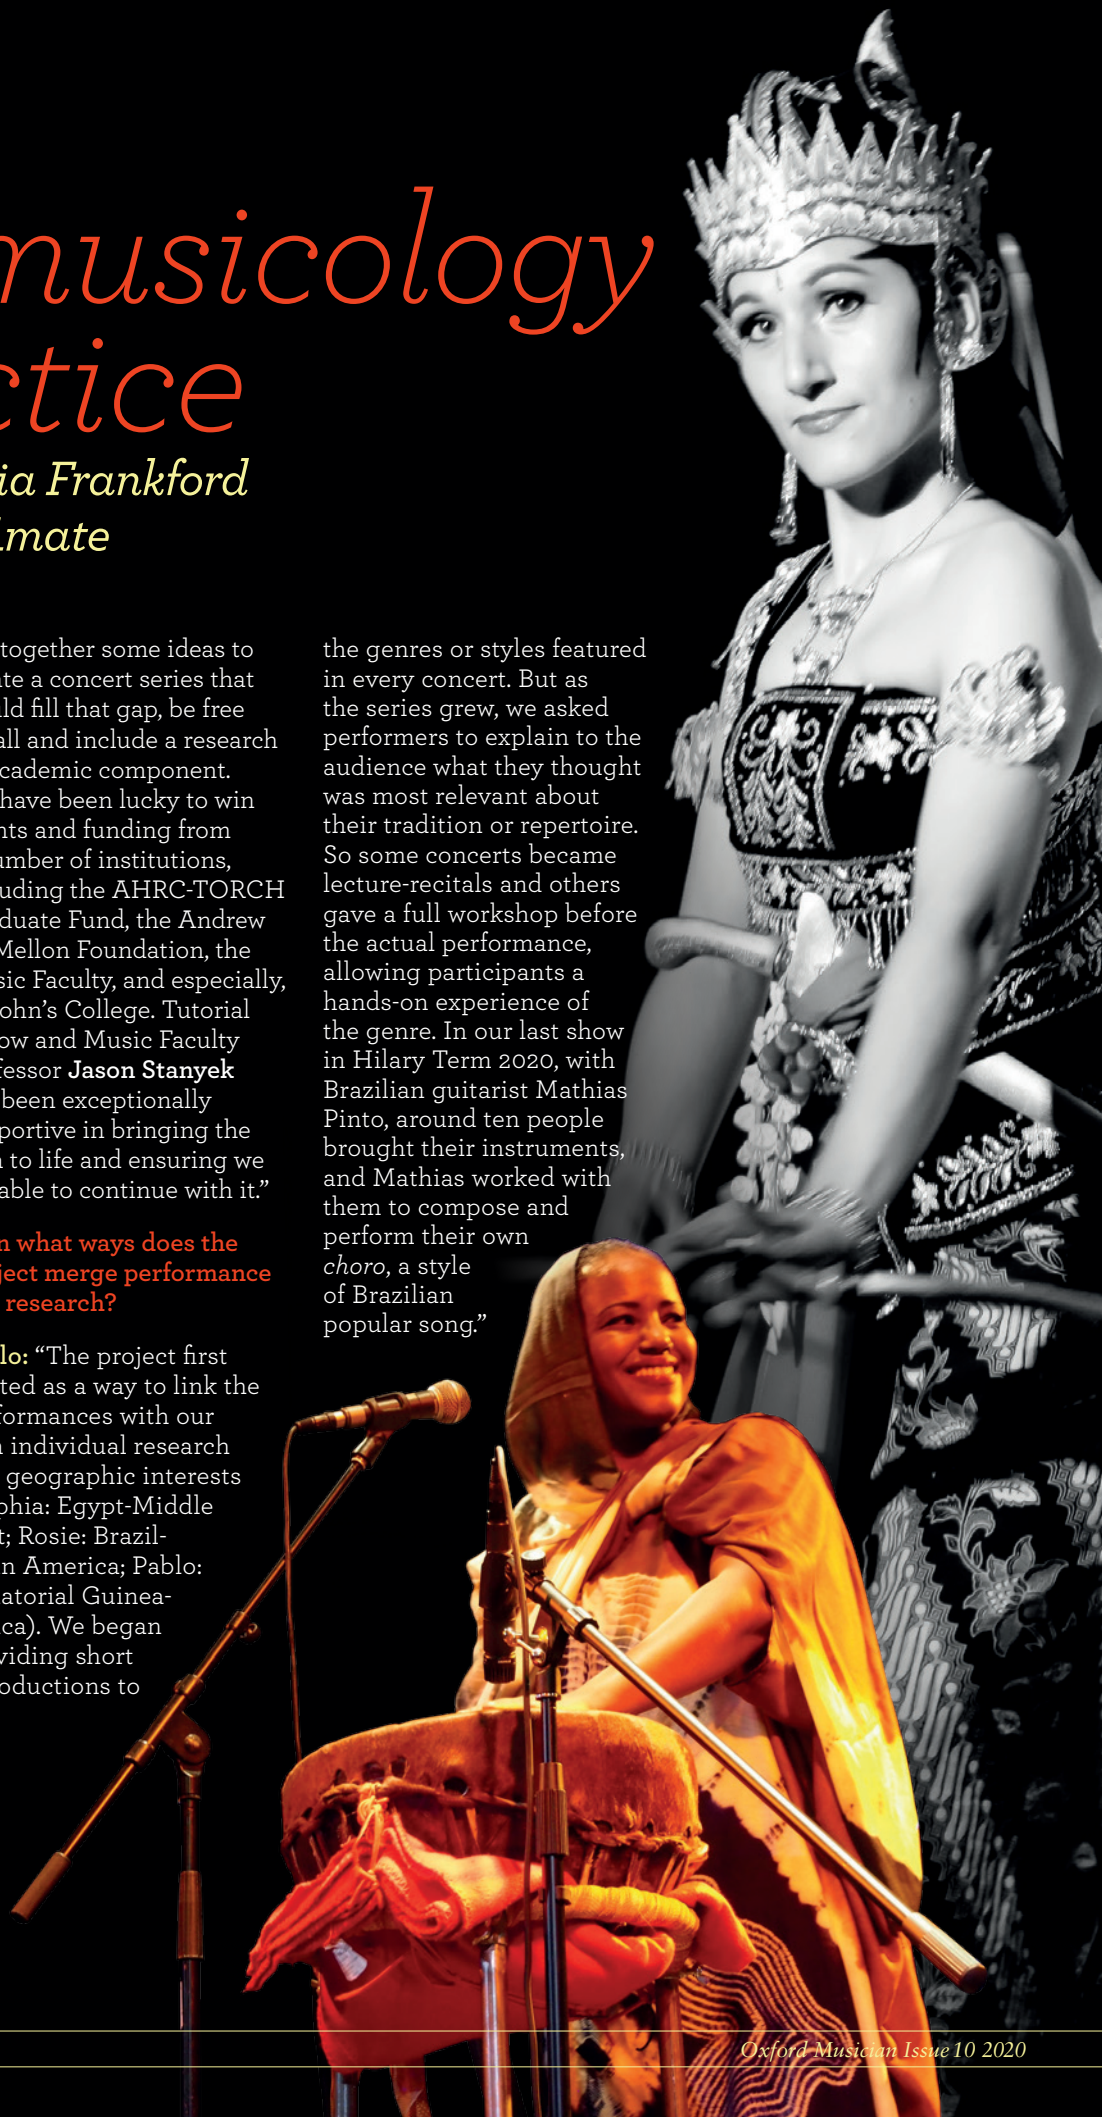 musicology
ctice
ia Frankford
mate
together some ideas to
te a concert series that
ld fill that gap, be free
all and include a research
cademic component.
have been lucky to win
nts and funding from
umber of institutions,
uding the AHRC-TORCH
duate Fund, the Andrew
Mellon Foundation, the
sic Faculty, and especially,
ohn’s College. Tutorial
ow and Music Faculty
fessor Jason Stanyek
been exceptionally
portive in bringing the
n to life and ensuring we
able to continue with it.”
n what ways does the
ject merge performance
research?
lo: “The project first
ted as a way to link the
formances with our
n individual research
geographic interests
phia: Egypt-Middle
t; Rosie: Brazil-
n America; Pablo:
atorial Guinea-
ca). We began
viding short
oductions to
the genres or styles featured
in every concert. But as
the series grew, we asked
performers to explain to the
audience what they thought
was most relevant about
their tradition or repertoire.
So some concerts became
lecture-recitals and others
gave a full workshop before
the actual performance,
allowing participants a
hands-on experience of
the genre. In our last show
in Hilary Term 2020, with
Brazilian guitarist Mathias
Pinto, around ten people
brought their instruments,
and Mathias worked with
them to compose and
perform their own
choro, a style
of Brazilian
popular song.”
Oxford Musician Issue 10 2020